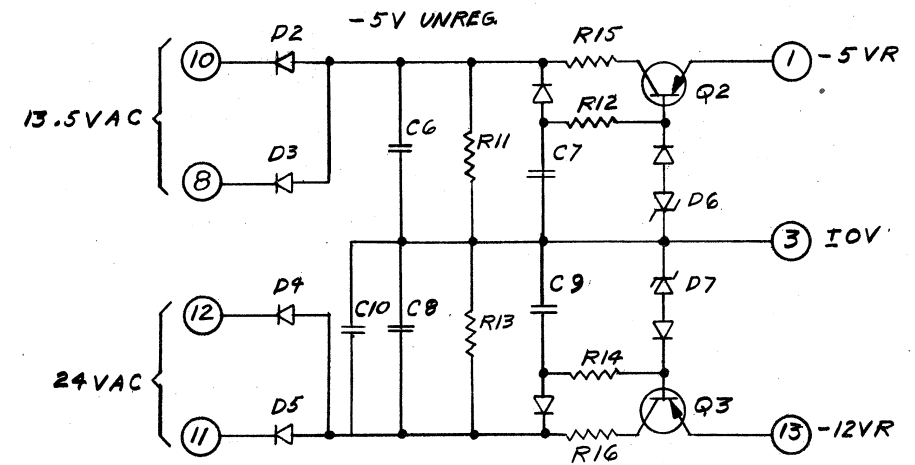 -5V UNREG.
D2
R15
10
1
-5VR
Q2
R12
13.5VAC
C6
R11
C7
D3
8
D6
3
±0V
D4
C9
D7
12
C10
C8
R13
24VAC
R14
D5
Q3
11
13
-12VR
R16